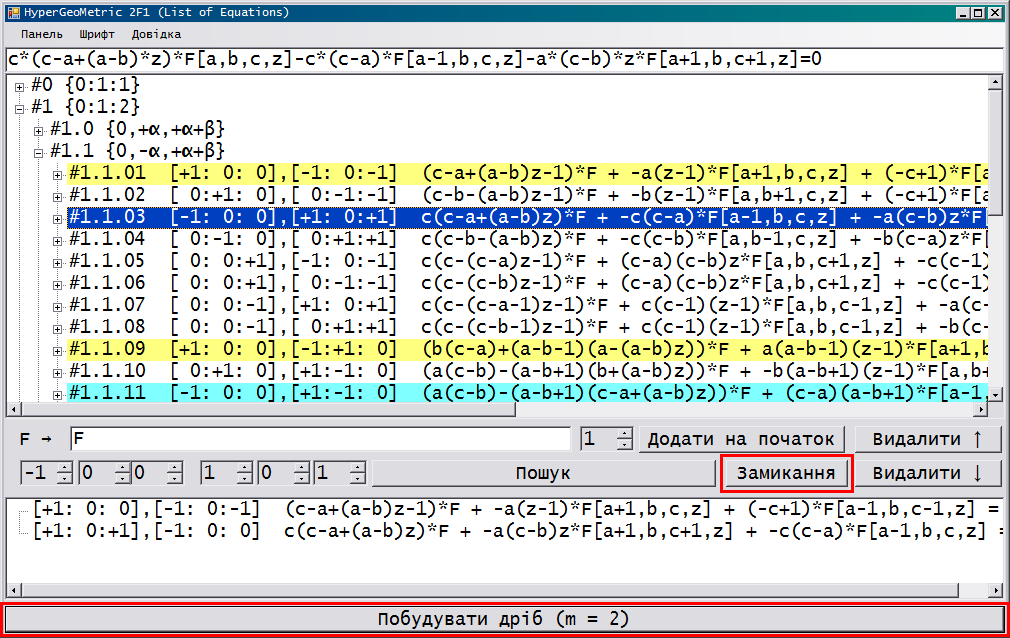 HyperGeoMetric 2F1 (List of Equations)
Панель Шрифт Довідка
c*(c-a+(a-b)*z)*F[a,b,c,z]-c*(c-a)*F[a-1,b,c,z]-a*(c-b)*z*F[a+1,b,c+1,z]=0
#0 {0:1:1}
#1 {0:1:2}
#1.0 {0,+α,+α+β}
#1.1 {0,-α,+α+β}
#1.1.01 [+1: 0: 0],[-1: 0:-1] (c-a+(a-b)z-1)*F + -a(z-1)*F[a+1,b,c,z] + (-c+1)*F[a
#1.1.02 [ 0:+1: 0],[ 0:-1:-1] (c-b-(a-b)z-1)*F + -b(z-1)*F[a,b+1,c,z] + (-c+1)*F[a
#1.1.03 [-1: 0: 0],[+1: 0:+1] c(c-a+(a-b)z)*F + -c(c-a)*F[a-1,b,c,z] + -a(c-b)z*F[
#1.1.04 [ 0:-1: 0],[ 0:+1:+1] c(c-b-(a-b)z)*F + -c(c-b)*F[a,b-1,c,z] + -b(c-a)z*F[
#1.1.05 [ 0: 0:+1],[-1: 0:-1] c(c-(c-a)z-1)*F + (c-a)(c-b)z*F[a,b,c+1,z] + -c(c-1)
#1.1.06 [ 0: 0:+1],[ 0:-1:-1] c(c-(c-b)z-1)*F + (c-a)(c-b)z*F[a,b,c+1,z] + -c(c-1)
#1.1.07 [ 0: 0:-1],[+1: 0:+1] c(c-(c-a-1)z-1)*F + c(c-1)(z-1)*F[a,b,c-1,z] + -a(c-
#1.1.08 [ 0: 0:-1],[ 0:+1:+1] c(c-(c-b-1)z-1)*F + c(c-1)(z-1)*F[a,b,c-1,z] + -b(c-
#1.1.09 [+1: 0: 0],[-1:+1: 0] (b(c-a)+(a-b-1)(a-(a-b)z))*F + a(a-b-1)(z-1)*F[a+1,b
#1.1.10 [ 0:+1: 0],[+1:-1: 0] (a(c-b)-(a-b+1)(b+(a-b)z))*F + -b(a-b+1)(z-1)*F[a,b+
#1.1.11 [-1: 0: 0],[+1:-1: 0] (a(c-b)-(a-b+1)(c-a+(a-b)z))*F + (c-a)(a-b+1)*F[a-1,
F → F 1 Додати на початок Видалити ↑
-1 0 0 1 0 1 Пошук Замикання Видалити ↓
[+1: 0: 0],[-1: 0:-1] (c-a+(a-b)z-1)*F + -a(z-1)*F[a+1,b,c,z] + (-c+1)*F[a-1,b,c-1,z] =
[+1: 0:+1],[-1: 0: 0] c(c-a+(a-b)z)*F + -a(c-b)z*F[a+1,b,c+1,z] + -c(c-a)*F[a-1,b,c,z] =
Побудувати дріб (m = 2)